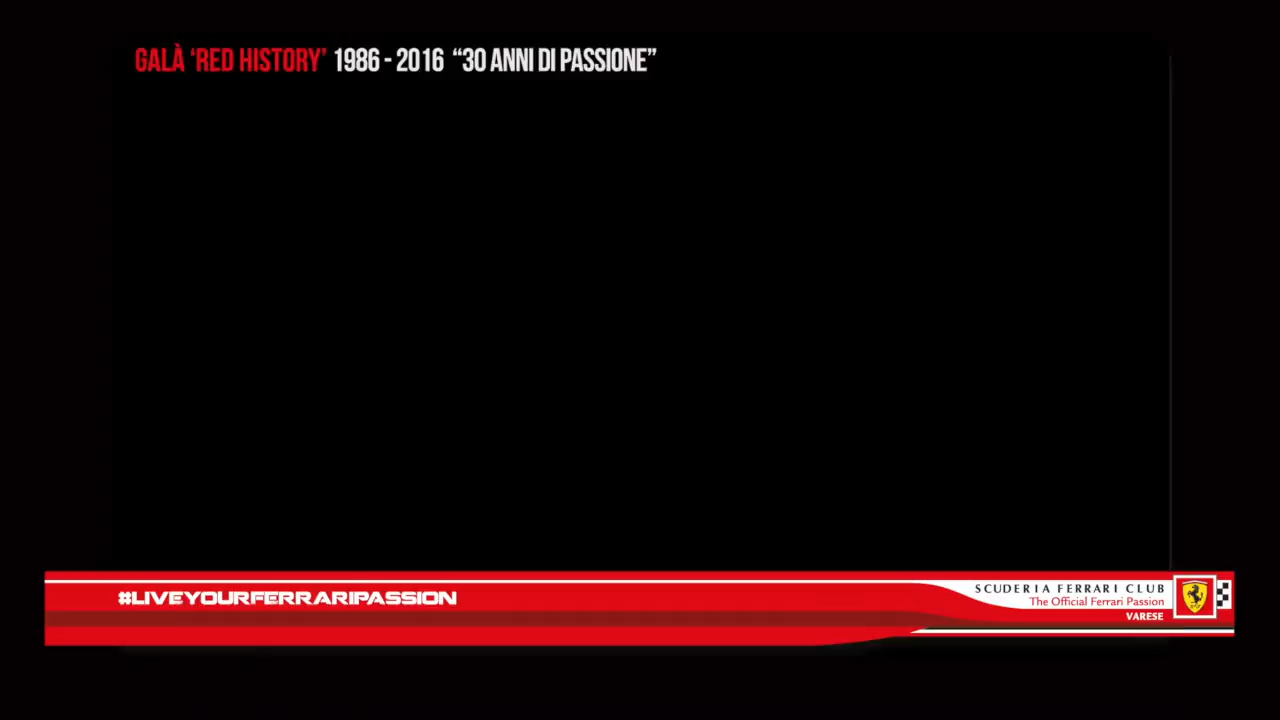 GALÀ ‘RED HISTORY’ 1986 - 2016 “30 ANNI DI PASSIONE”
#LIVEYOURFERRARIPASSION
SCUDERIA FERRARI CLUB
The Official Ferrari Passion
VARESE